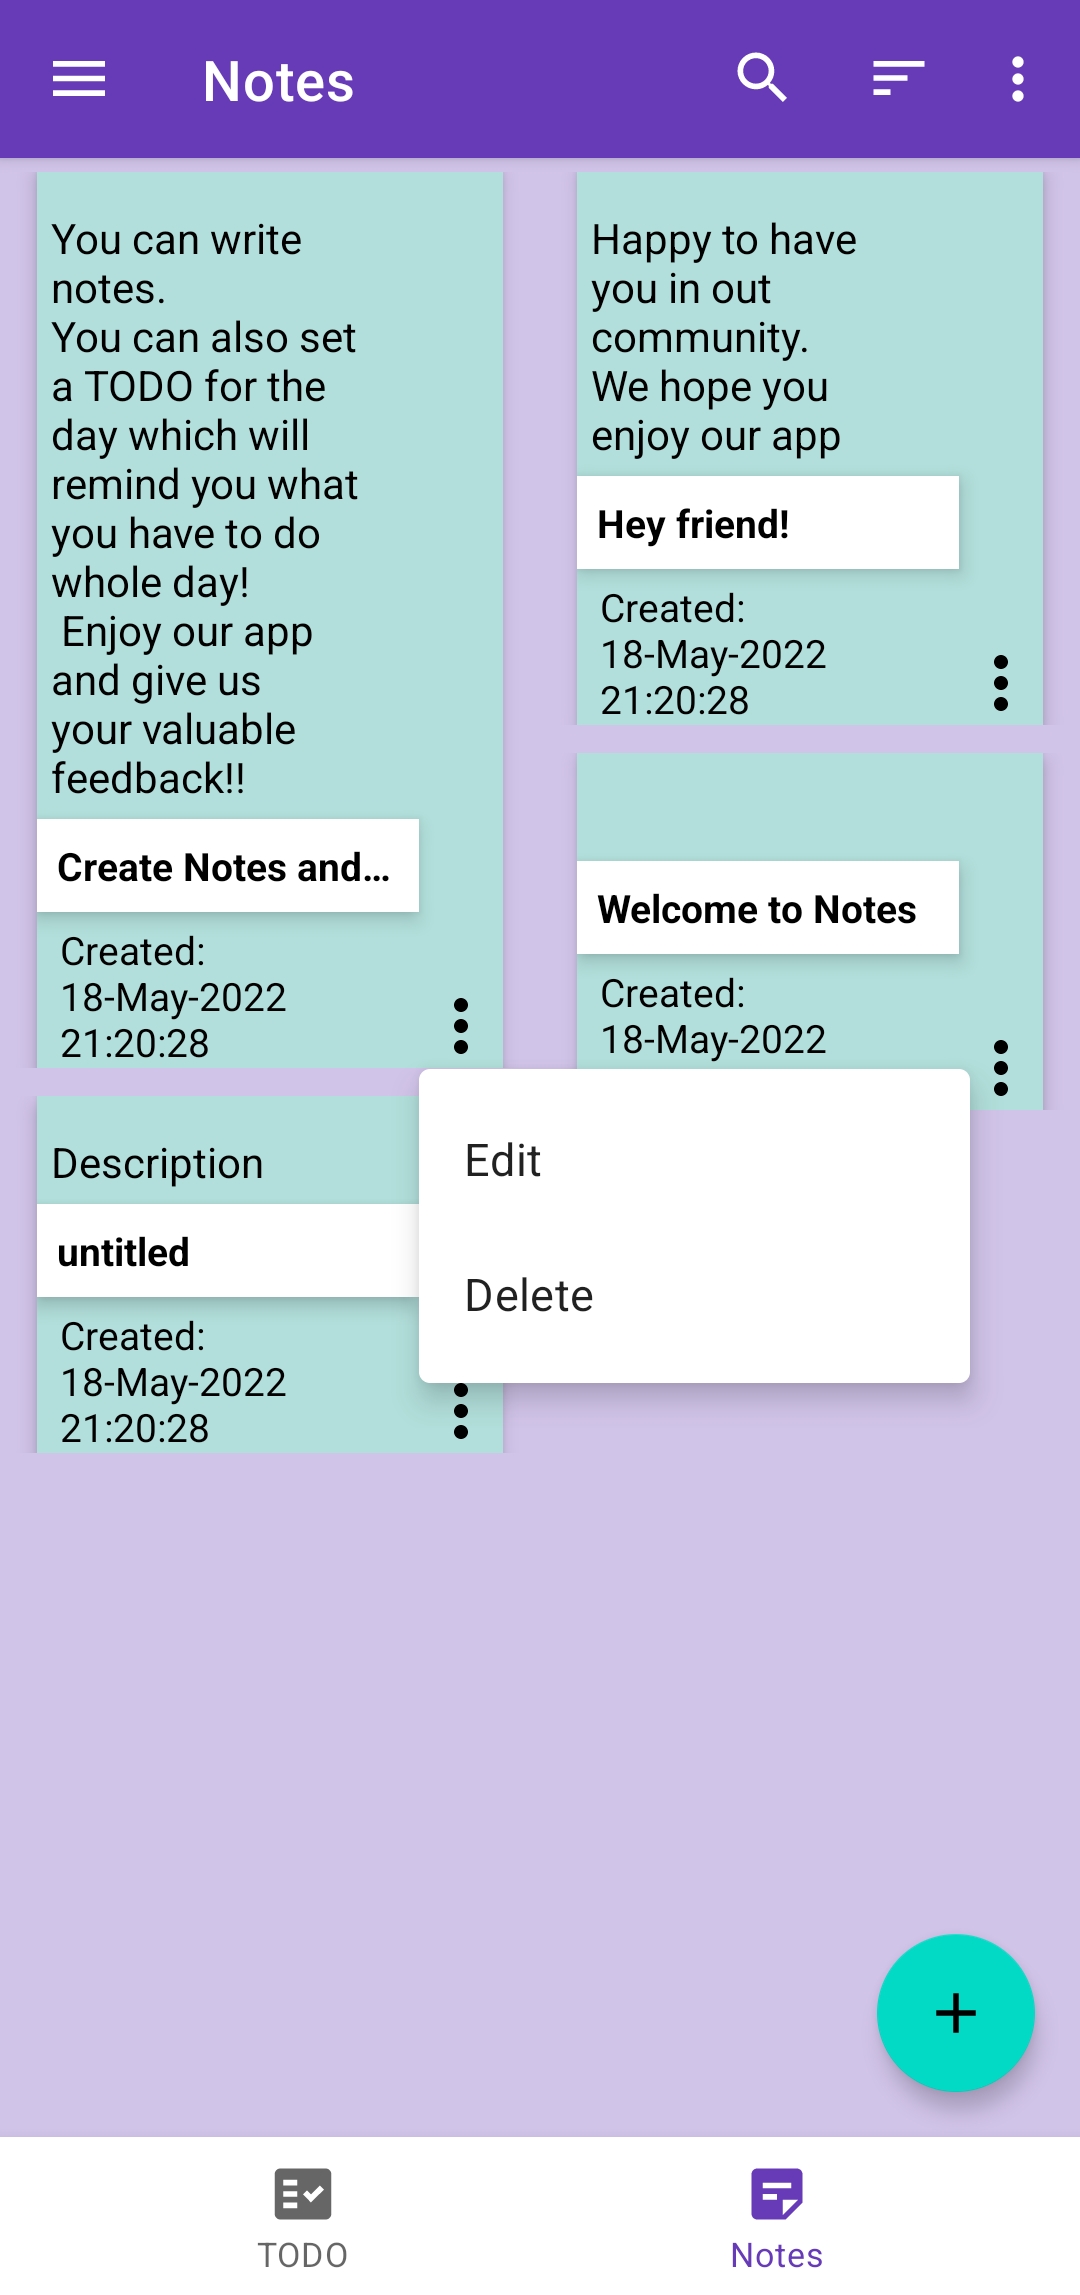 Notes
You can write
notes.
You can also set
a TODO for the
day which will
remind you what
you have to do
whole day!
Enjoy our app
and give us
your valuable
feedback!!
Create Notes and...
Created:
18-May-2022
21:20:28
Happy to have
you in out
community.
We hope you
enjoy our app
Hey friend!
Created:
18-May-2022
21:20:28
Welcome to Notes
Created:
18-May-2022
Description
untitled
Created:
18-May-2022
21:20:28
Edit
Delete
TODO
Notes